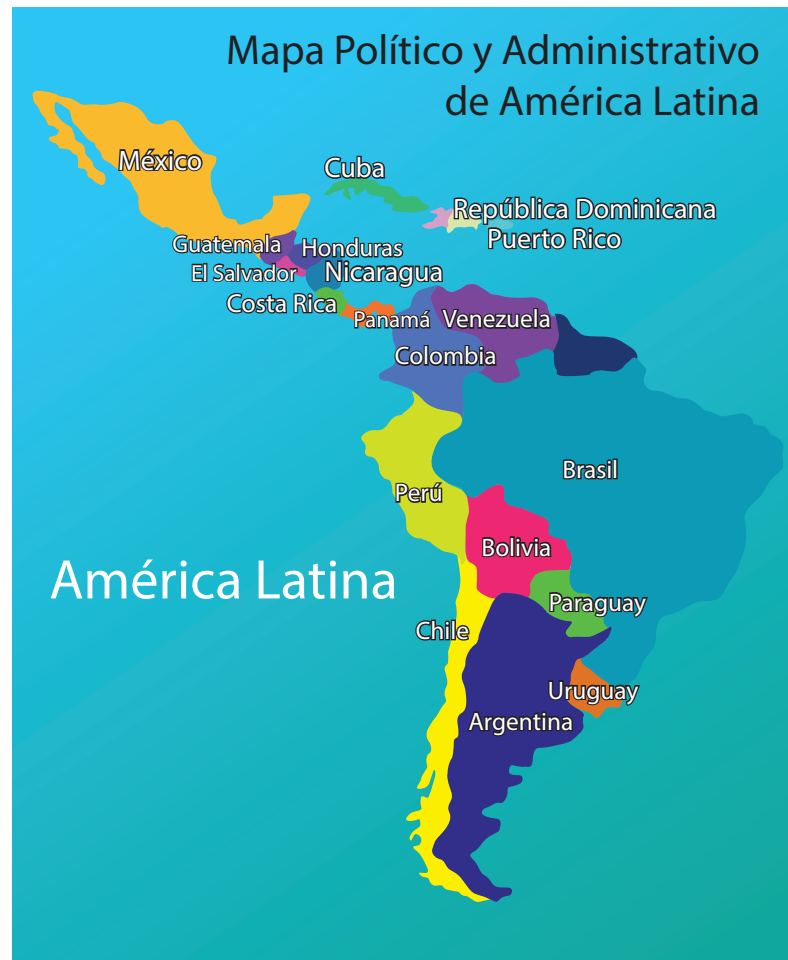 Mapa Político y Administrativo
de América Latina
México
Cuba
República Dominicana
Puerto Rico
Guatemala
Honduras
El Salvador
Nicaragua
Costa Rica
Panamá
Venezuela
Colombia
Brasil
Perú
Bolivia
América Latina
Paraguay
Chile
Uruguay
Argentina